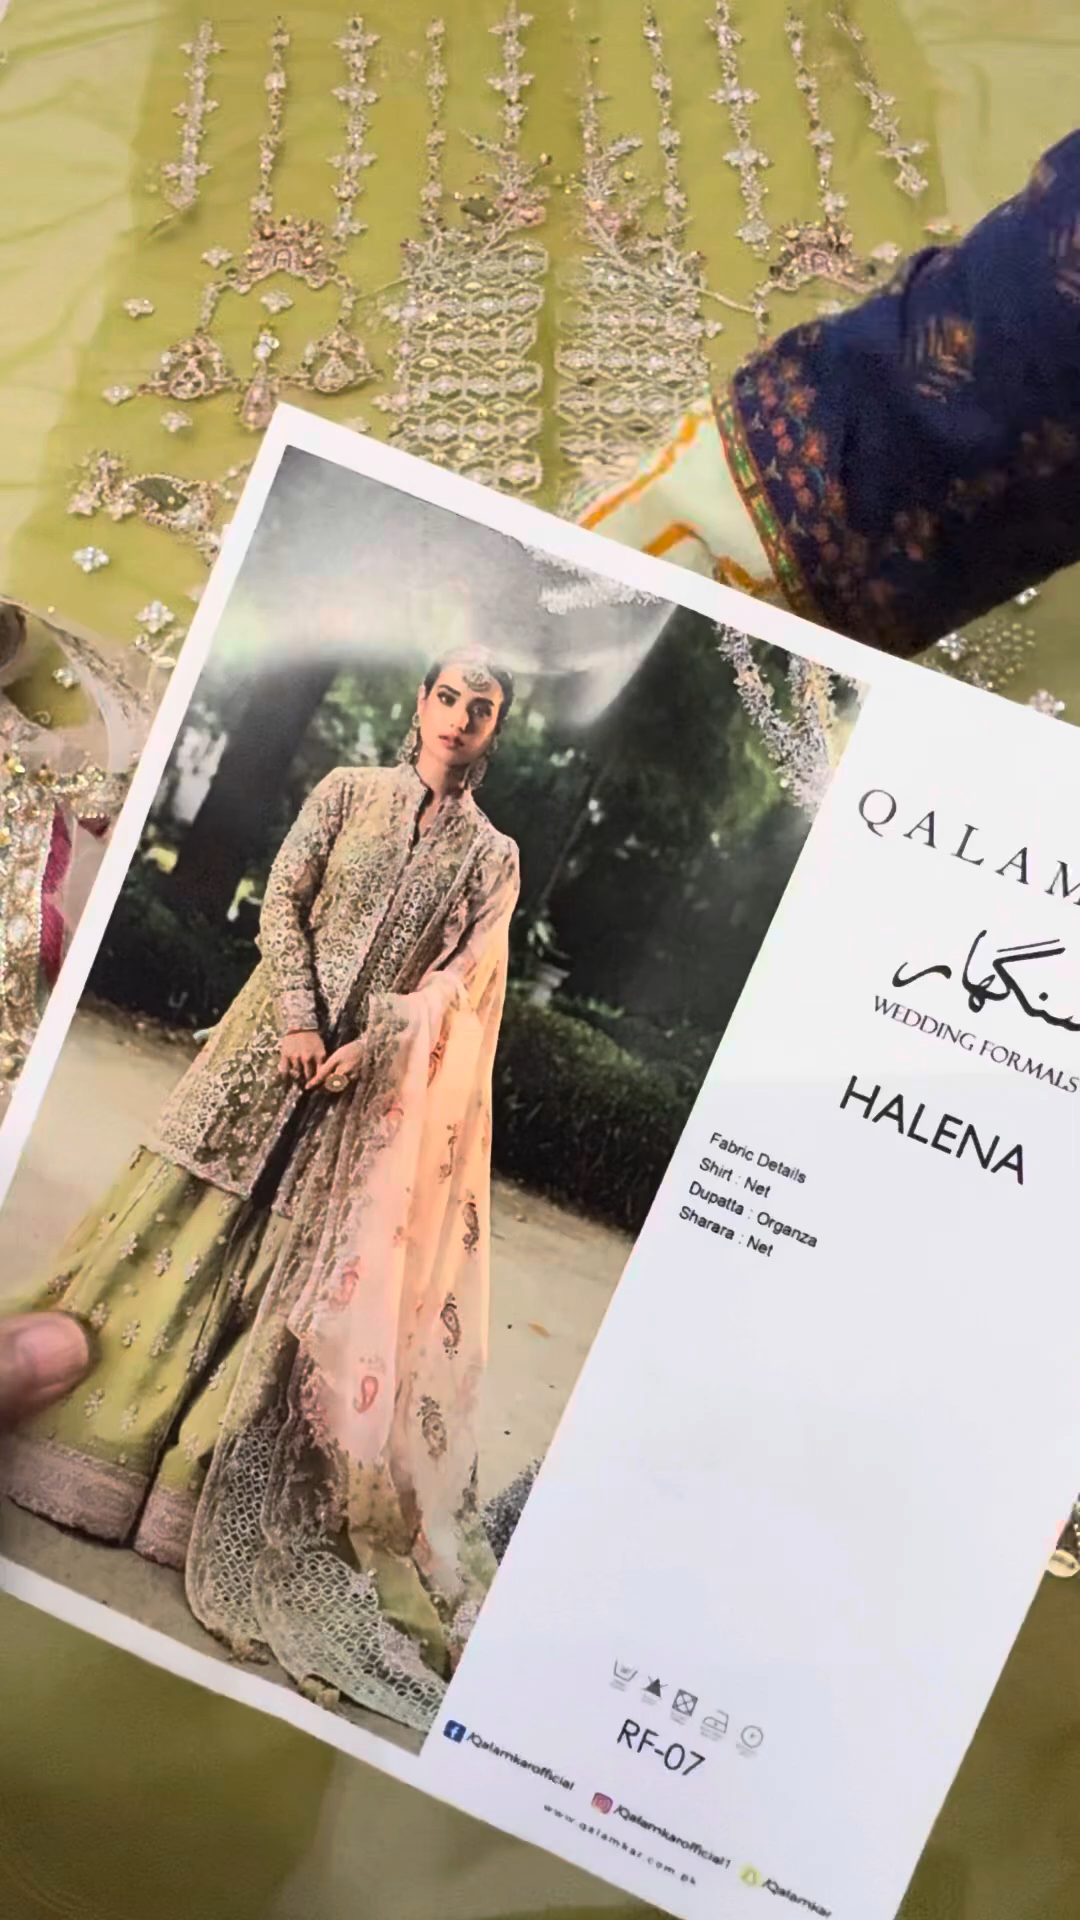 QALAM
سنگھار
WEDDING FORMALS
HALENA
Fabric Details
Shirt : Net
Dupatta : Organza
Sharara : Net
RF-07
/Qalamkarofficial
/Qalamkarofficial1
/Qalamkar
www.qalamkar.com.pk